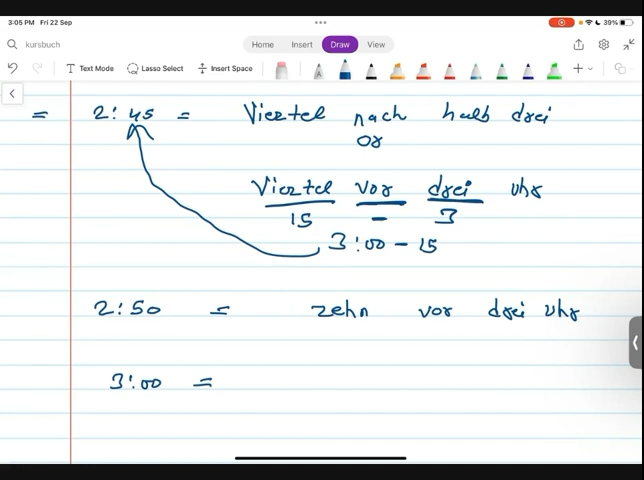 3:05 PM Fri 22 Sep
39%
kursbuch
Home Insert Draw View
Text Mode Lasso Select Insert Space
= 2:45 = Viertel nach halb drei
or
Viertel vor drei Uhr
15 - 3
3:00 - 15
2:50 = zehn vor drei Uhr
3:00 =